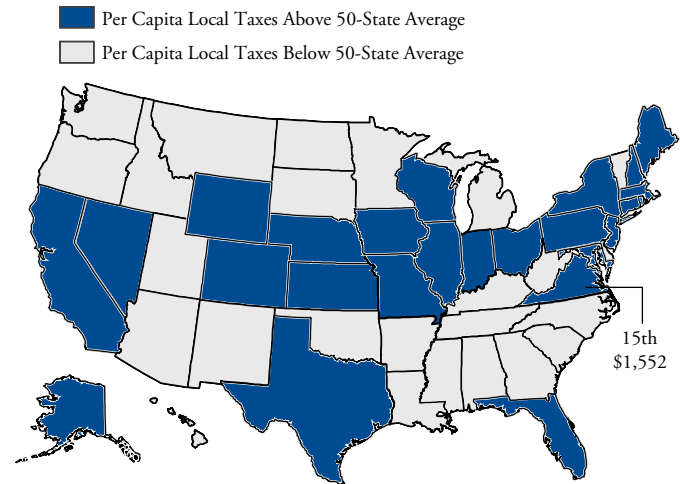 Per Capita Local Taxes Above 50-State Average
Per Capita Local Taxes Below 50-State Average
15th
$1,552